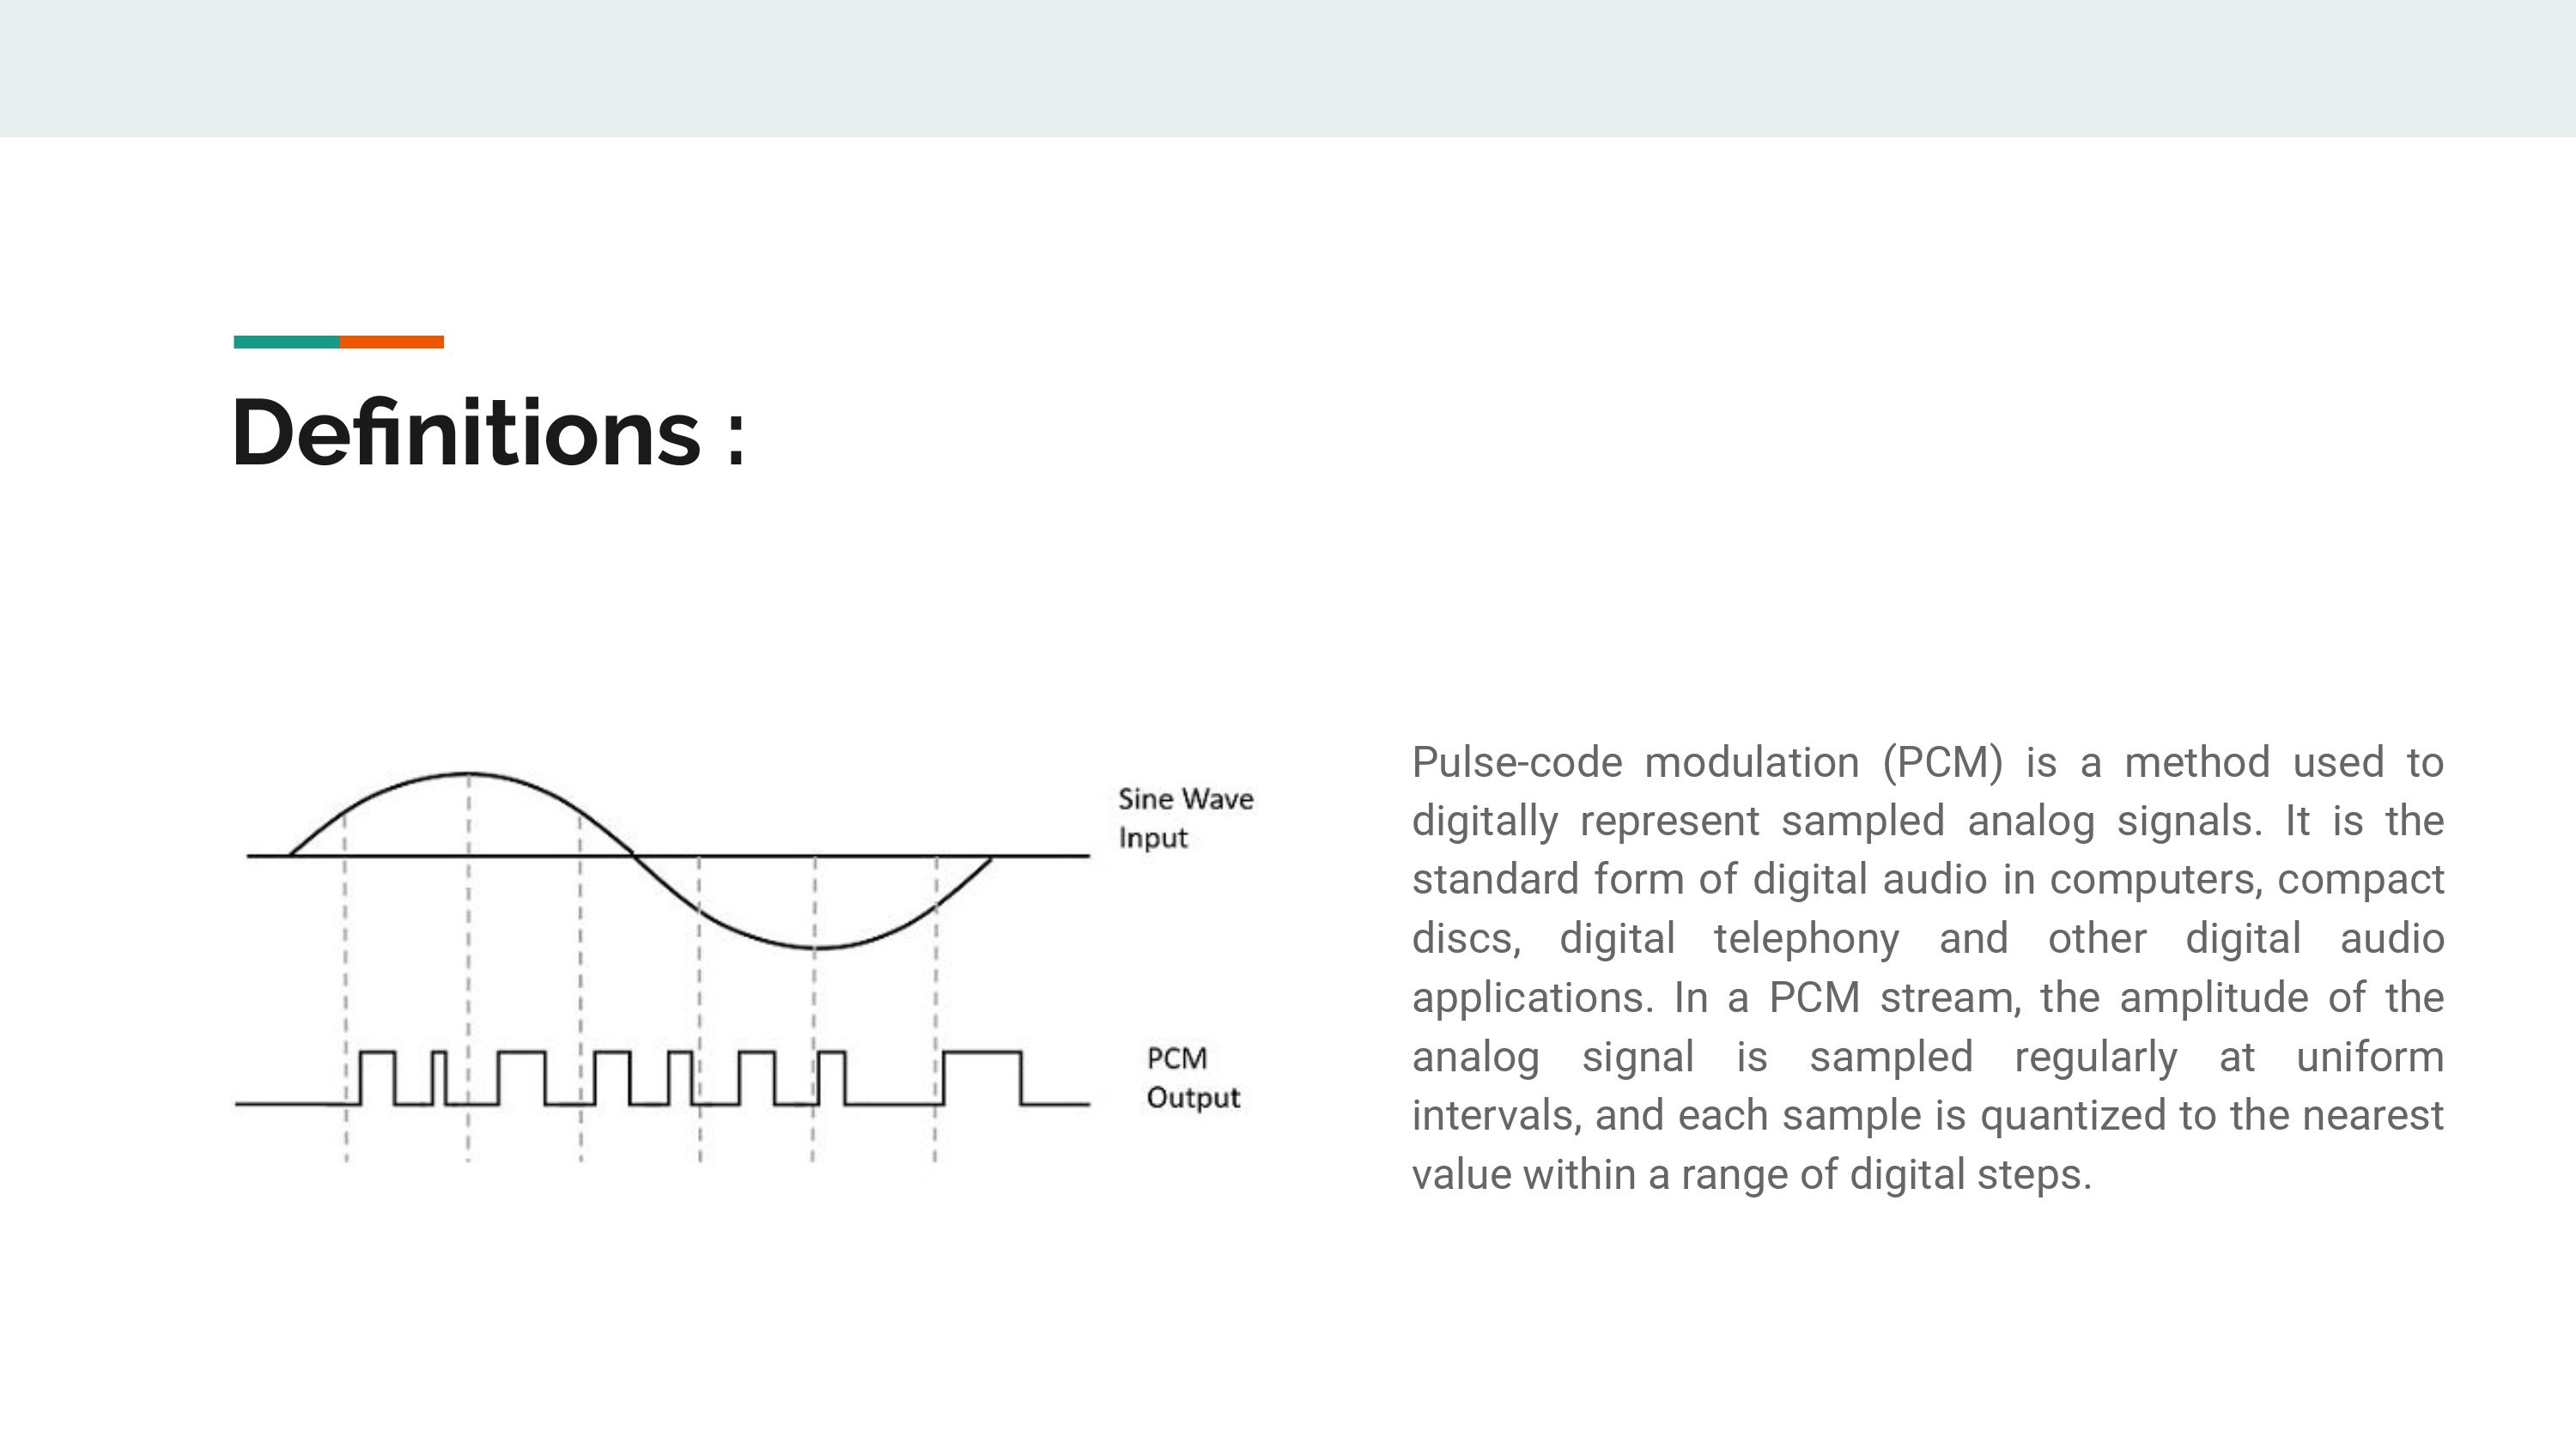 Definitions :
Sine Wave
Input
PCM
Output
Pulse-code modulation (PCM) is a method used to
digitally represent sampled analog signals. It is the
standard form of digital audio in computers, compact
discs, digital telephony and other digital audio
applications. In a PCM stream, the amplitude of the
analog signal is sampled regularly at uniform
intervals, and each sample is quantized to the nearest
value within a range of digital steps.